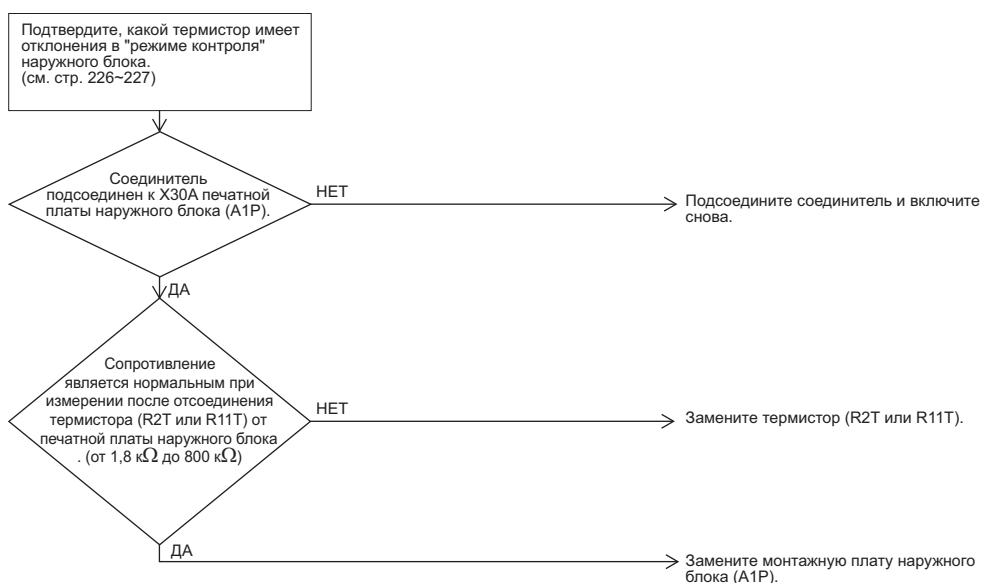 Подтвердите, какой термистор имеет
отклонения в "режиме контроля"
наружного блока.
(см. стр. 226~227)
Соединитель
подсоединен к X30A печатной
платы наружного блока (A1P).
НЕТ
Подсоедините соединитель и включите
снова.
ДА
Сопротивление
является нормальным при
измерении после отсоединения
термистора (R2T или R11T) от
печатной платы наружного блока
. (от 1,8 кΩ до 800 кΩ)
НЕТ
Замените термистор (R2T или R11T).
ДА
Замените монтажную плату наружного
блока (A1P).